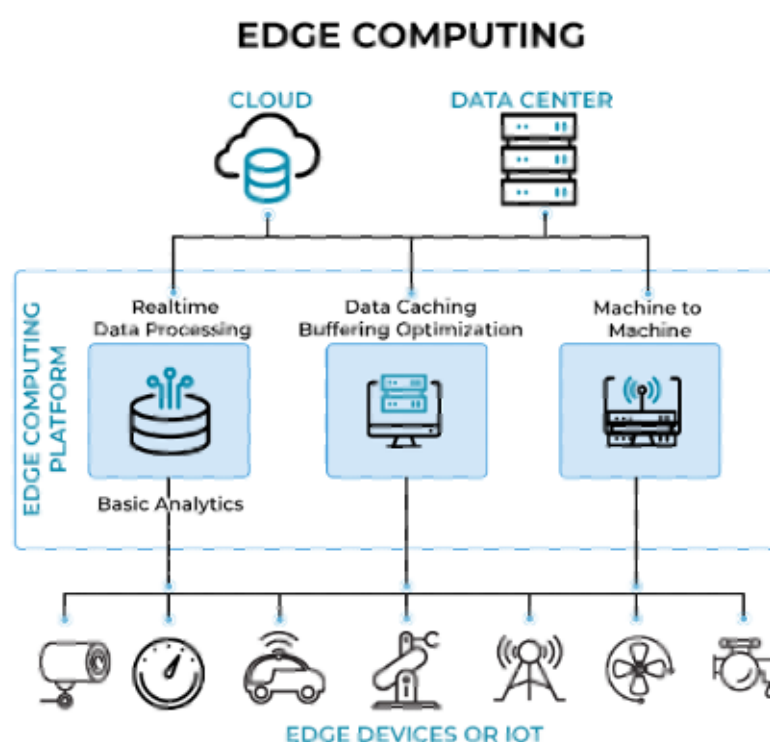 EDGE COMPUTING
CLOUD
DATA CENTER
EDGE COMPUTING
PLATFORM
Realtime
Data Processing
Data Caching
Buffering Optimization
Machine to
Machine
Basic Analytics
EDGE DEVICES OR IOT